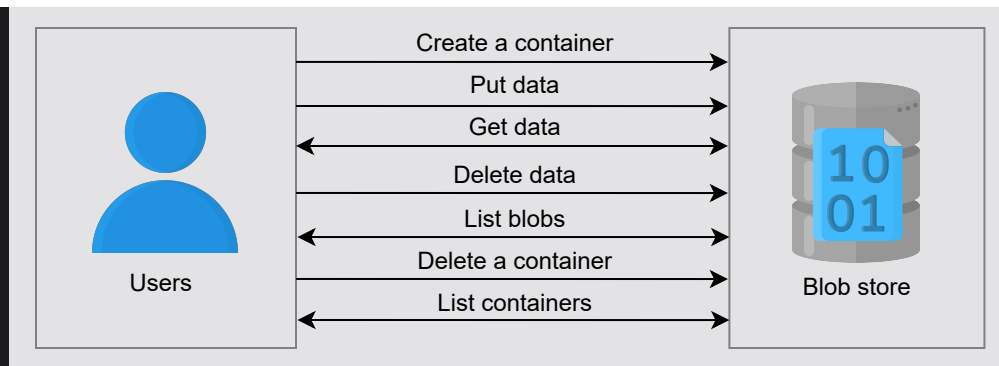 Create a container
Put data
Get data
Delete data
List blobs
Delete a container
List containers
Users
Blob store
10
01